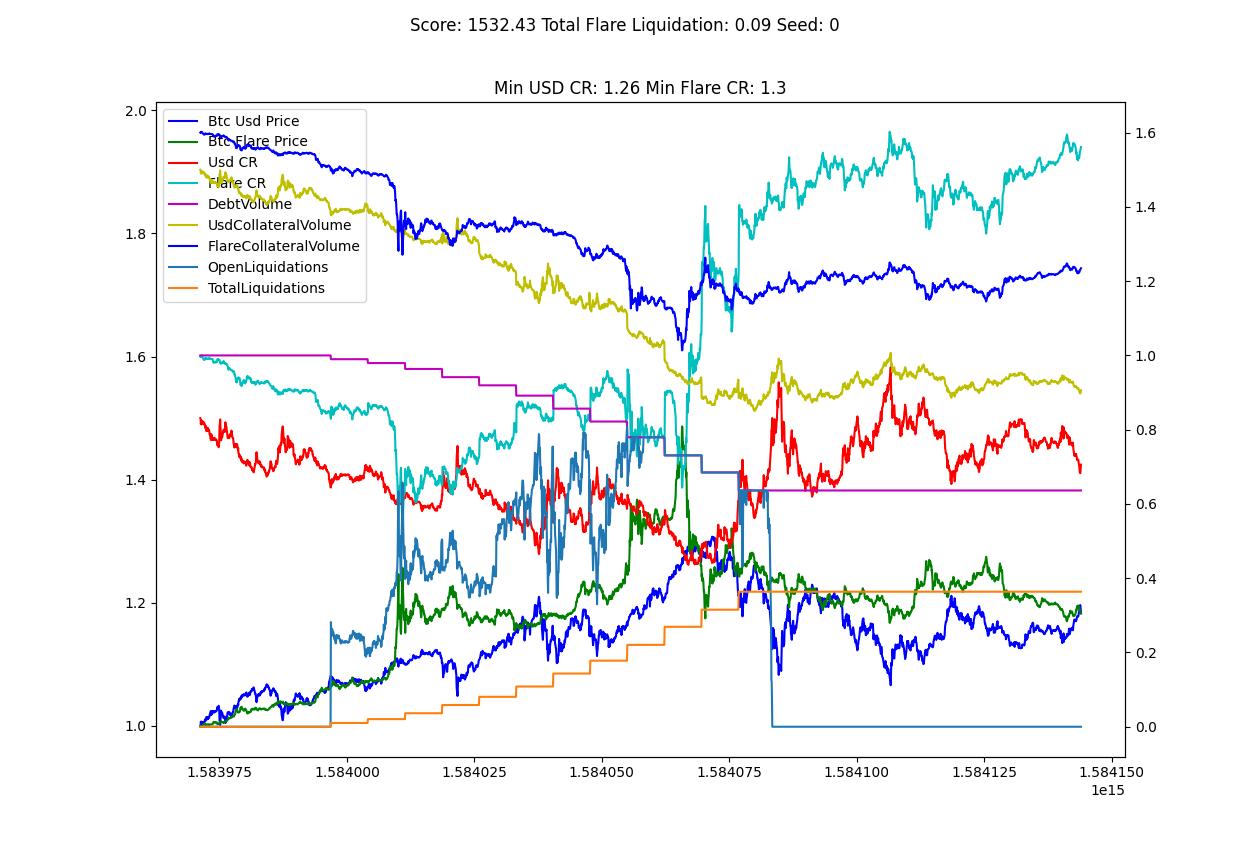 Score: 1532.43 Total Flare Liquidation: 0.09 Seed: 0
Min USD CR: 1.26 Min Flare CR: 1.3
2.0
1.8
1.6
1.4
1.2
1.0
Btc Usd Price
Btc Flare Price
Usd CR
Flare CR
DebtVolume
UsdCollateralVolume
FlareCollateralVolume
OpenLiquidations
TotalLiquidations
1.6
1.4
1.2
1.0
0.8
0.6
0.4
0.2
0.0
1.583975 1.584000 1.584025 1.584050 1.584075 1.584100 1.584125 1.584150
1e15